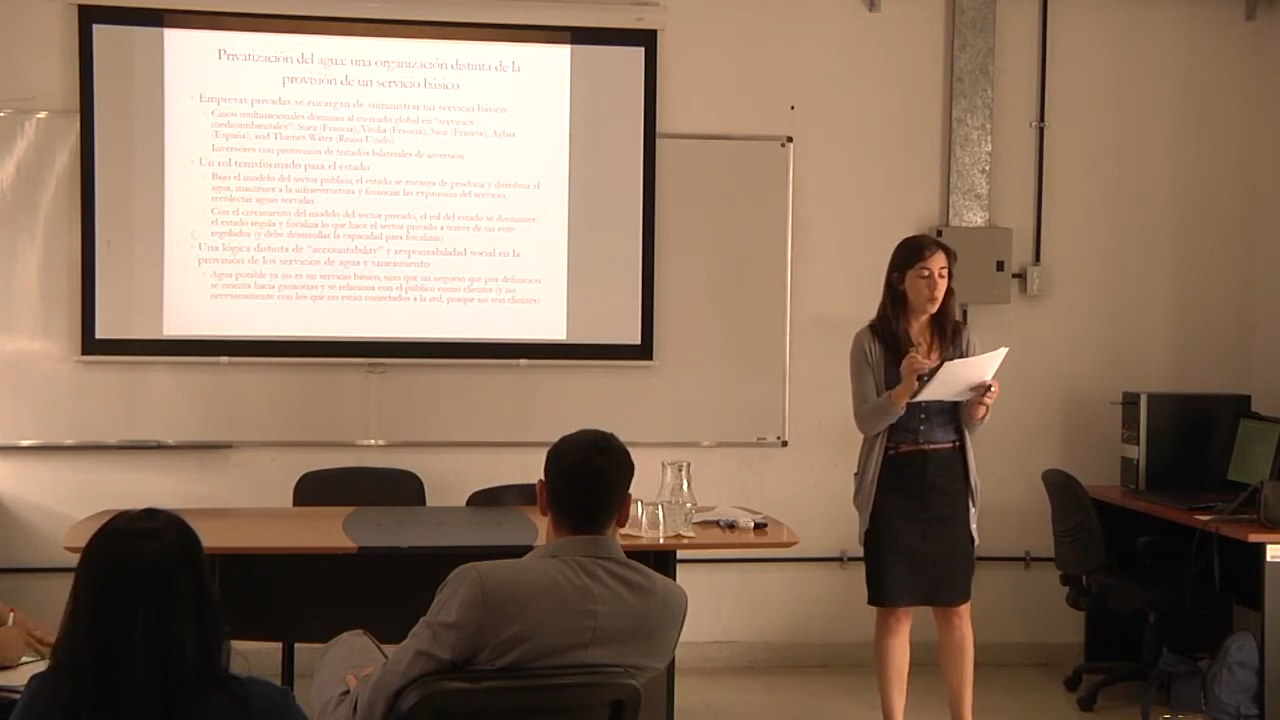 Privatización del agua: una organización distinta de la
provisión de un servicio básico
Empresas privadas se encargan de suministrar un servicio básico
Cinco multinacionales dominan al mercado global en "servicios
medioambientales": Suez (Francia), Veolia (Francia), Saur (Francia), Agbar
(España), and Thames Water (Reino Unido)
Inversores con protección de tratados bilaterales de inversión
Un rol transformado para el estado
Bajo el modelo del sector público, el estado se encarga de producir y distribuir el
agua, mantener a la infraestructura y financiar las expansión del servicio,
recolectar aguas servadas
Con el crecimiento del modelo del sector privado, el rol del estado se disminuye;
el estado regula y fiscaliza lo que hace el sector privado a través de un ente
regulador (y debe desarrollar la capacidad para fiscalizar)
Una lógica distinta de "accountability" y responsabilidad social en la
provisión de los servicios de agua y saneamiento
Agua potable ya no es un servicio básico, sino que un negocio que por definición
se orienta hacia ganancias y se relaciona con el público como clientes (y no
necesariamente con los que no están conectados a la red, porque no son clientes)